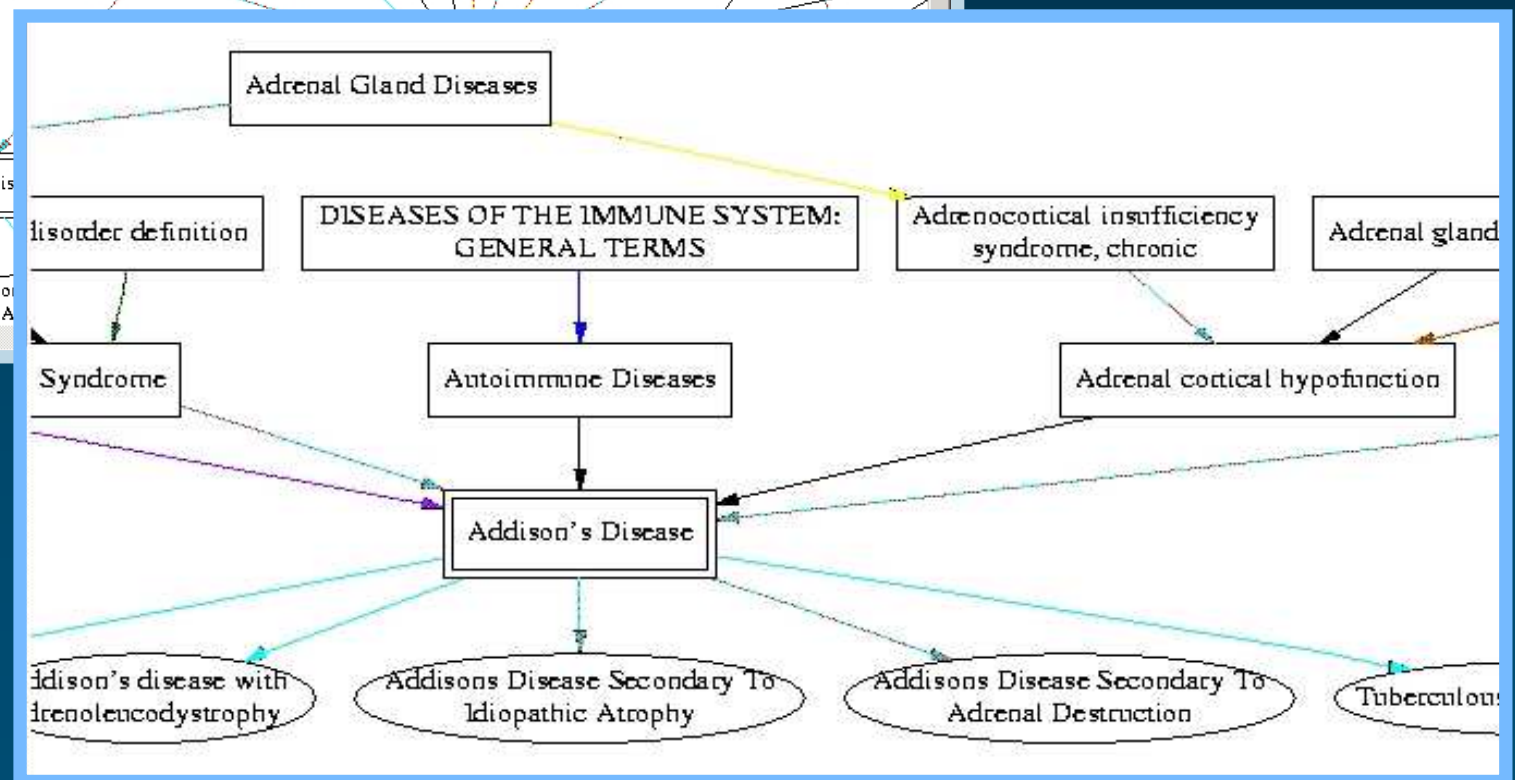 Adrenal Gland Diseases
disorder definition
DISEASES OF THE IMMUNE SYSTEM:
GENERAL TERMS
Adrenocortical insufficiency
syndrome, chronic
Adrenal gland
Syndrome
Autoimmune Diseases
Adrenal cortical hypofunction
Addison's Disease
ddison's disease with
drenoleucodystrophy
Addisons Disease Secondary To
Idiopathic Atrophy
Addisons Disease Secondary To
Adrenal Destruction
Tuberculous